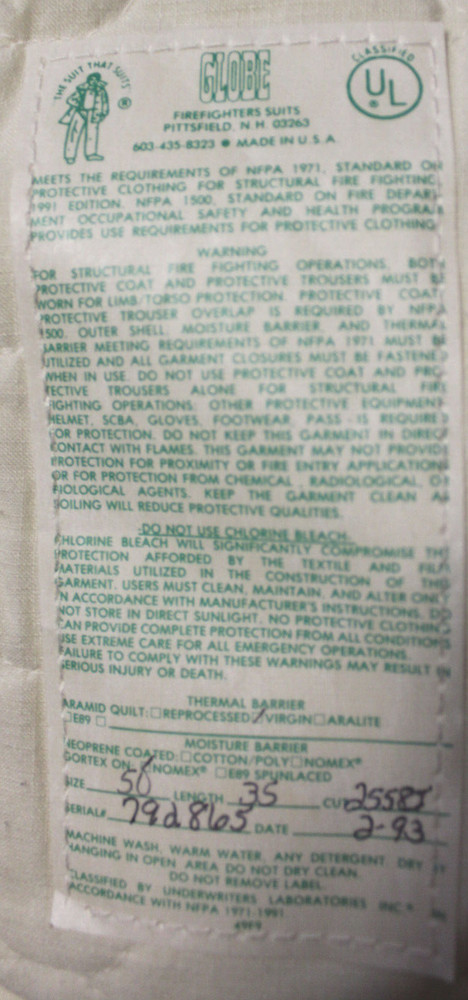 THE SUIT THAT SUITS ®
GLOBE
CLASSIFIED
UL ®
FIREFIGHTERS SUITS
PITTSFIELD, N.H. 03263
603-435-8323 ● MADE IN U.S.A.
MEETS THE REQUIREMENTS OF NFPA 1971, STANDARD ON
PROTECTIVE CLOTHING FOR STRUCTURAL FIRE FIGHTING,
1991 EDITION. NFPA 1500, STANDARD ON FIRE DEPART
MENT OCCUPATIONAL SAFETY AND HEALTH PROGRAM
PROVIDES USE REQUIREMENTS FOR PROTECTIVE CLOTHING.
WARNING
FOR STRUCTURAL FIRE FIGHTING OPERATIONS, BOTH
PROTECTIVE COAT AND PROTECTIVE TROUSERS MUST BE
WORN FOR LIMB/TORSO PROTECTION. PROTECTIVE COAT/
PROTECTIVE TROUSER OVERLAP IS REQUIRED BY NFPA
1500. OUTER SHELL, MOISTURE BARRIER, AND THERMAL
BARRIER MEETING REQUIREMENTS OF NFPA 1971 MUST BE
UTILIZED AND ALL GARMENT CLOSURES MUST BE FASTENED
WHEN IN USE. DO NOT USE PROTECTIVE COAT AND PRO-
TECTIVE TROUSERS ALONE FOR STRUCTURAL FIRE
FIGHTING OPERATIONS; OTHER PROTECTIVE EQUIPMENT-
HELMET, SCBA, GLOVES, FOOTWEAR, PASS - IS REQUIRED
FOR PROTECTION. DO NOT KEEP THIS GARMENT IN DIRECT
CONTACT WITH FLAMES. THIS GARMENT MAY NOT PROVIDE
PROTECTION FOR PROXIMITY OR FIRE ENTRY APPLICATIONS
OR FOR PROTECTION FROM CHEMICAL, RADIOLOGICAL, OR
BIOLOGICAL AGENTS. KEEP THE GARMENT CLEAN AS
SOILING WILL REDUCE PROTECTIVE QUALITIES.
DO NOT USE CHLORINE BLEACH.
CHLORINE BLEACH WILL SIGNIFICANTLY COMPROMISE THE
PROTECTION AFFORDED BY THE TEXTILE AND FILM
MATERIALS UTILIZED IN THE CONSTRUCTION OF THIS
GARMENT. USERS MUST CLEAN, MAINTAIN, AND ALTER ONLY
IN ACCORDANCE WITH MANUFACTURER'S INSTRUCTIONS. DO
NOT STORE IN DIRECT SUNLIGHT. NO PROTECTIVE CLOTHING
CAN PROVIDE COMPLETE PROTECTION FROM ALL CONDITIONS
USE EXTREME CARE FOR ALL EMERGENCY OPERATIONS.
FAILURE TO COMPLY WITH THESE WARNINGS MAY RESULT IN
SERIOUS INJURY OR DEATH.
THERMAL BARRIER
ARAMID QUILT: □ REPROCESSED VIRGIN □ ARALITE
□ E89 □
MOISTURE BARRIER
NEOPRENE COATED: □ COTTON/POLY □ NOMEX®
GORTEX ON: NOMEX® □ E89 SPUNLACED
SIZE 50 LENGTH 35 CUT
SERIAL# 792865 DATE 2-93
MACHINE WASH, WARM WATER, ANY DETERGENT. DRY BY
HANGING IN OPEN AREA. DO NOT DRY CLEAN.
DO NOT REMOVE LABEL.
CLASSIFIED BY UNDERWRITERS LABORATORIES INC.® IN
ACCORDANCE WITH NFPA 1971-1991
49F9